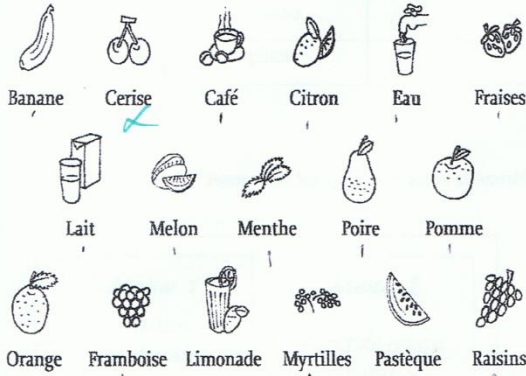 Banane Cerise Café Citron Eau Fraises
Lait Melon Menthe Poire Pomme
Orange Framboise Limonade Myrtilles Pastèque Raisins